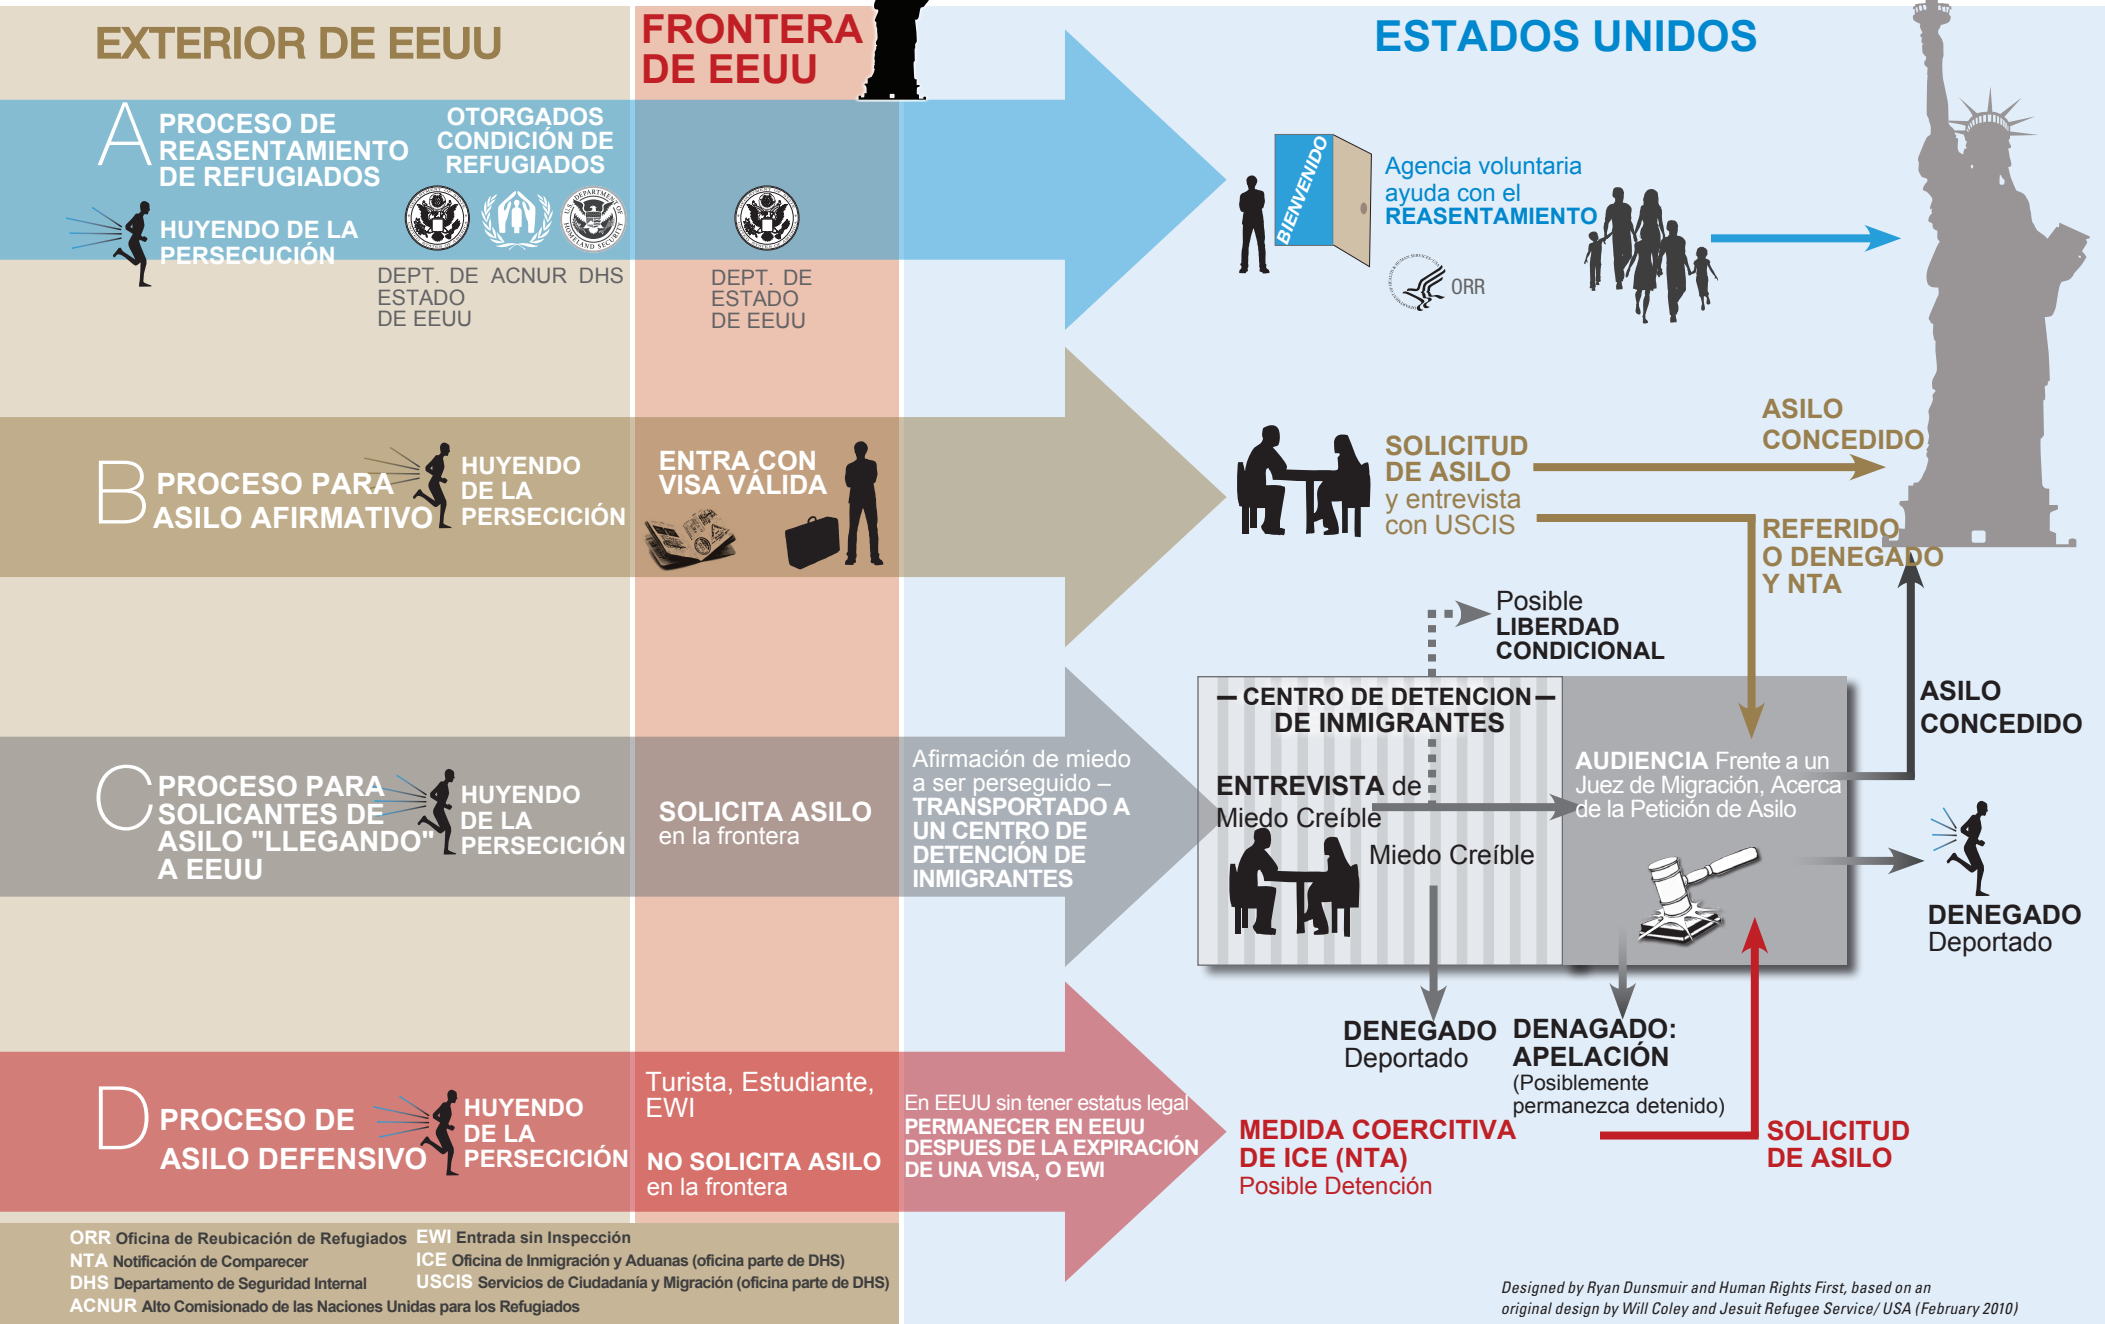 EXTERIOR DE EEUU
FRONTERA
DE EEUU
ESTADOS UNIDOS
A
PROCESO DE
REASENTAMIENTO
DE REFUGIADOS
HUYENDO DE LA
PERSECUCIÓN
OTORGADOS
CONDICIÓN DE
REFUGIADOS
U.S. DEPARTMENT OF
HOMELAND SECURITY
DEPT. DE
ESTADO
DE EEUU
ACNUR
DHS
DEPT. DE
ESTADO
DE EEUU
BIENVENIDO
Agencia voluntaria
ayuda con el
REASENTAMIENTO
ORR
B
PROCESO PARA
ASILO AFIRMATIVO
HUYENDO
DE LA
PERSECICIÓN
ENTRA CON
VISA VÁLIDA
SOLICITUD
DE ASILO
y entrevista
con USCIS
ASILO
CONCEDIDO
REFERIDO
O DENEGADO
Y NTA
C
PROCESO PARA
SOLICANTES DE
ASILO "LLEGANDO"
A EEUU
HUYENDO
DE LA
PERSECICIÓN
SOLICITA ASILO
en la frontera
Afirmación de miedo
a ser perseguido –
TRANSPORTADO A
UN CENTRO DE
DETENCIÓN DE
INMIGRANTES
Posible
LIBERDAD
CONDICIONAL
— CENTRO DE DETENCION —
DE INMIGRANTES
ENTREVISTA de
Miedo Creíble
Miedo Creíble
AUDIENCIA Frente a un
Juez de Migración, Acerca
de la Petición de Asilo
ASILO
CONCEDIDO
DENEGADO
Deportado
DENEGADO
Deportado
DENAGADO:
APELACIÓN
(Posiblemente
permanezca detenido)
D
PROCESO DE
ASILO DEFENSIVO
HUYENDO
DE LA
PERSECICIÓN
Turista, Estudiante,
EWI
NO SOLICITA ASILO
en la frontera
En EEUU sin tener estatus legal
PERMANECER EN EEUU
DESPUES DE LA EXPIRACIÓN
DE UNA VISA, O EWI
MEDIDA COERCITIVA
DE ICE (NTA)
Posible Detención
SOLICITUD
DE ASILO
ORR Oficina de Reubicación de Refugiados
NTA Notificación de Comparecer
DHS Departamento de Seguridad Internal
ACNUR Alto Comisionado de las Naciones Unidas para los Refugiados
EWI Entrada sin Inspección
ICE Oficina de Inmigración y Aduanas (oficina parte de DHS)
USCIS Servicios de Ciudadanía y Migración (oficina parte de DHS)
Designed by Ryan Dunsmuir and Human Rights First, based on an
original design by Will Coley and Jesuit Refugee Service/ USA (February 2010)